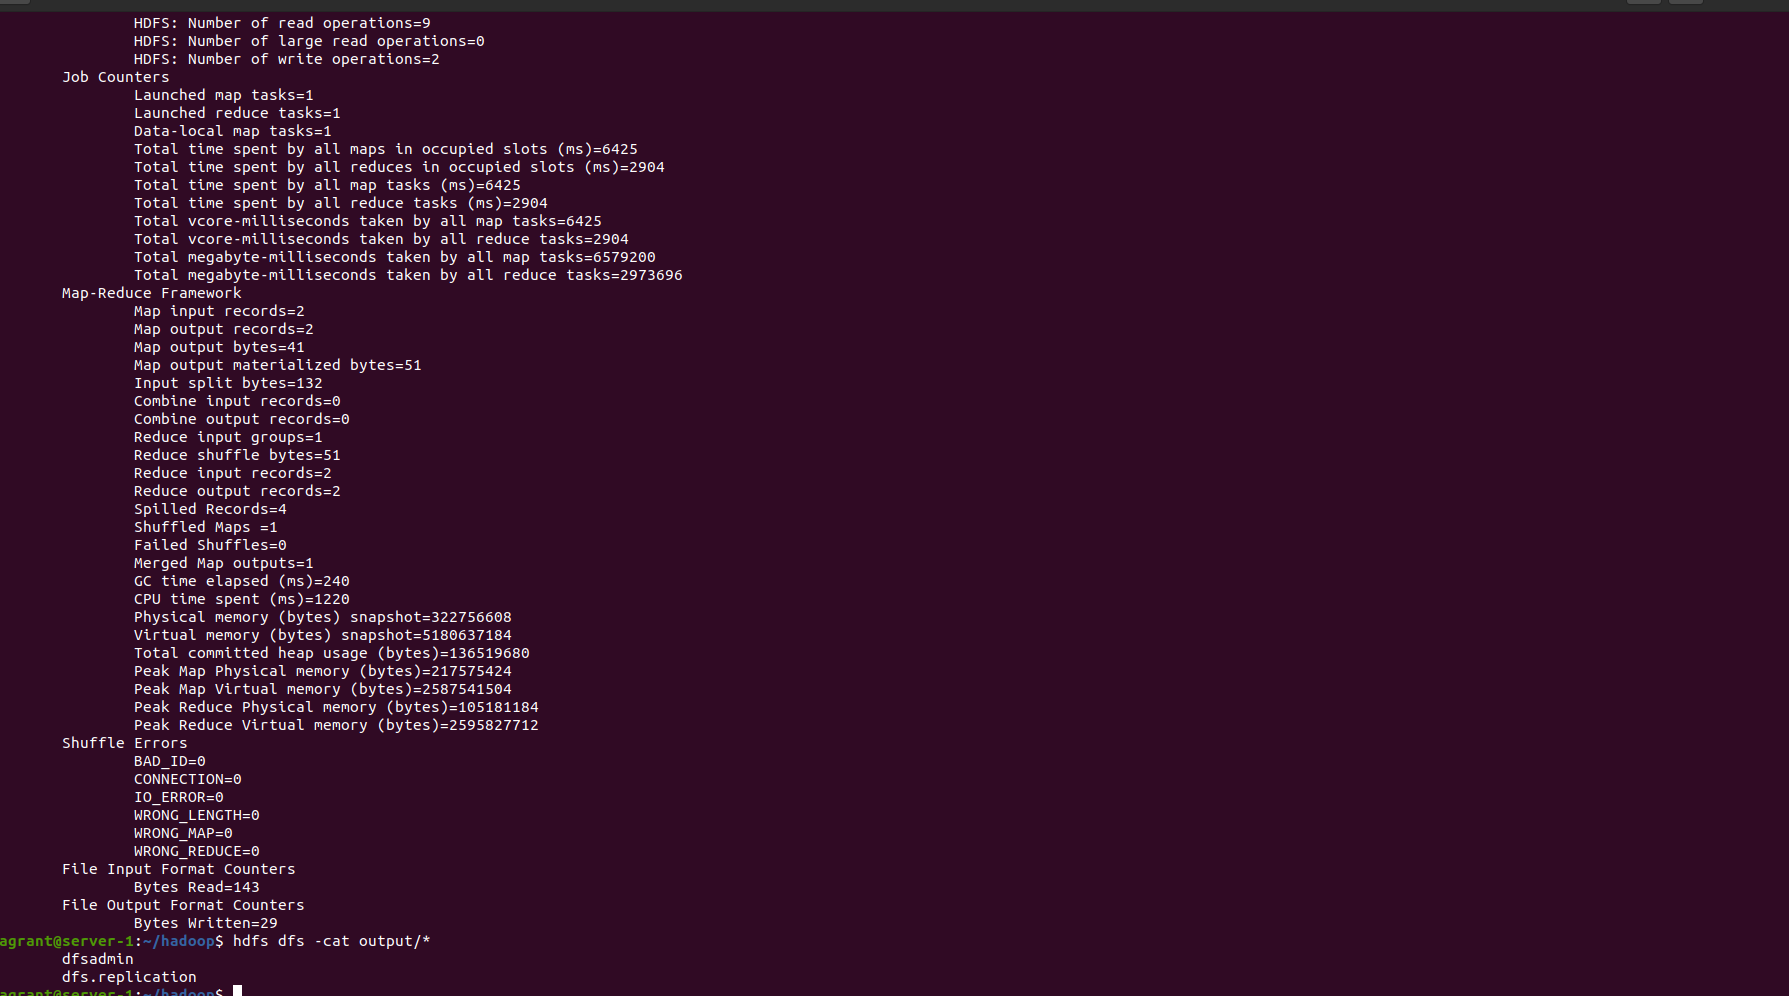 HDFS: Number of read operations=9
HDFS: Number of large read operations=0
HDFS: Number of write operations=2
Job Counters
Launched map tasks=1
Launched reduce tasks=1
Data-local map tasks=1
Total time spent by all maps in occupied slots (ms)=6425
Total time spent by all reduces in occupied slots (ms)=2904
Total time spent by all map tasks (ms)=6425
Total time spent by all reduce tasks (ms)=2904
Total vcore-milliseconds taken by all map tasks=6425
Total vcore-milliseconds taken by all reduce tasks=2904
Total megabyte-milliseconds taken by all map tasks=6579200
Total megabyte-milliseconds taken by all reduce tasks=2973696
Map-Reduce Framework
Map input records=2
Map output records=2
Map output bytes=41
Map output materialized bytes=51
Input split bytes=132
Combine input records=0
Combine output records=0
Reduce input groups=1
Reduce shuffle bytes=51
Reduce input records=2
Reduce output records=2
Spilled Records=4
Shuffled Maps =1
Failed Shuffles=0
Merged Map outputs=1
GC time elapsed (ms)=240
CPU time spent (ms)=1220
Physical memory (bytes) snapshot=322756608
Virtual memory (bytes) snapshot=5180637184
Total committed heap usage (bytes)=136519680
Peak Map Physical memory (bytes)=217575424
Peak Map Virtual memory (bytes)=2587541504
Peak Reduce Physical memory (bytes)=105181184
Peak Reduce Virtual memory (bytes)=2595827712
Shuffle Errors
BAD_ID=0
CONNECTION=0
IO_ERROR=0
WRONG_LENGTH=0
WRONG_MAP=0
WRONG_REDUCE=0
File Input Format Counters
Bytes Read=143
File Output Format Counters
Bytes Written=29
agrant@server-1:~/hadoop$ hdfs dfs -cat output/*
dfsadmin
dfs.replication
agrant@server-1:~/hadoop$